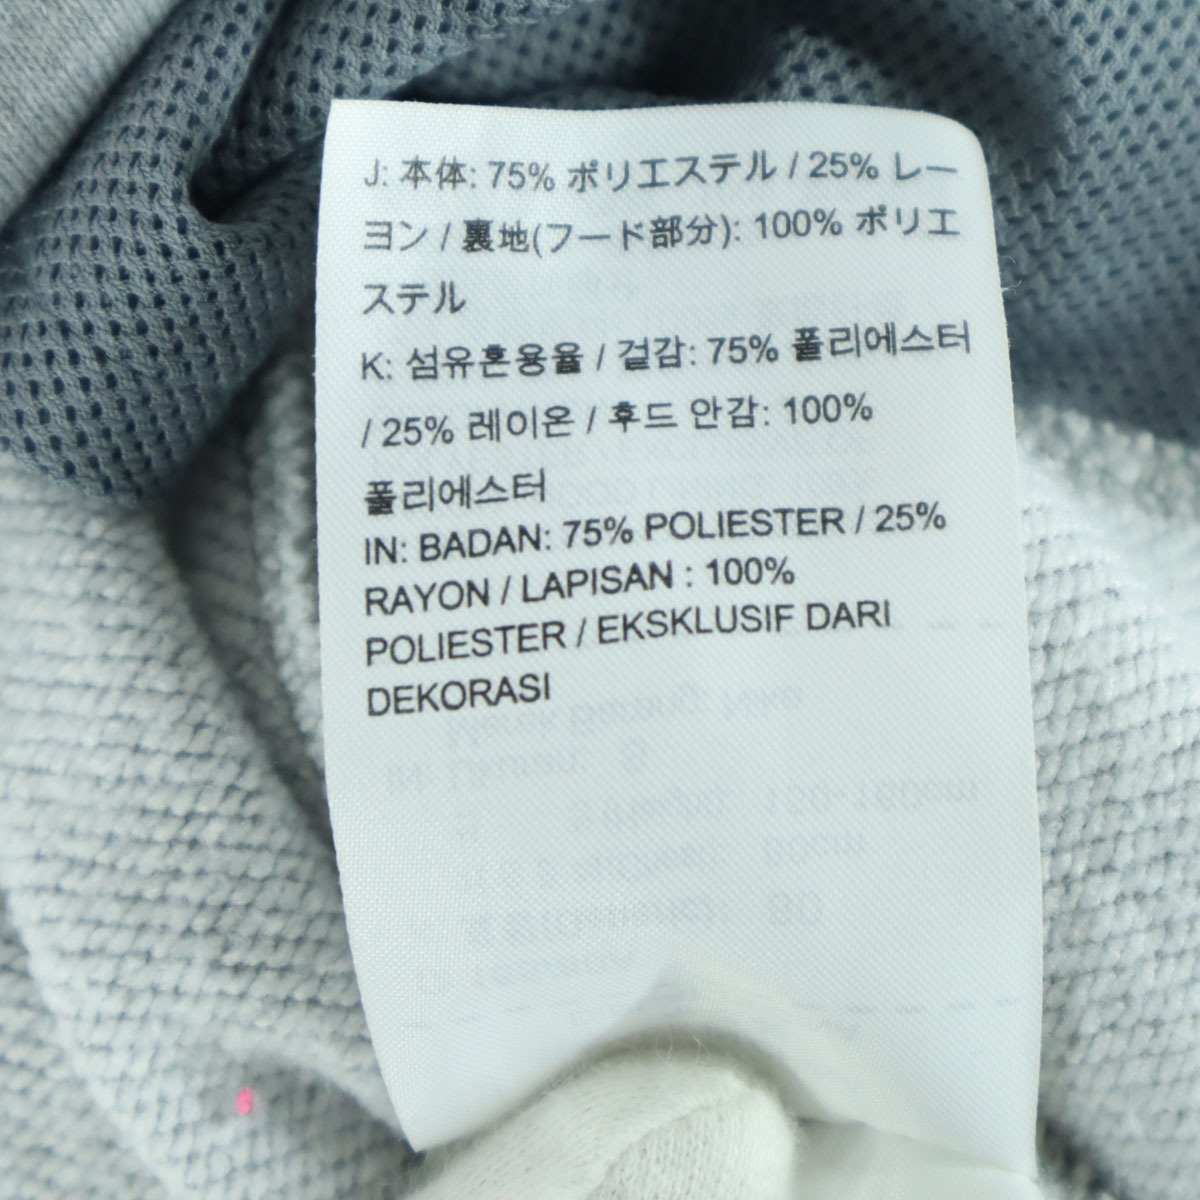 J: 本体: 75% ポリエステル / 25% レー
ヨン / 裏地(フード部分): 100% ポリエ
ステル
K: 섬유혼용율 / 겉감: 75% 폴리에스터
/ 25% 레이온 / 후드 안감: 100%
폴리에스터
IN: BADAN: 75% POLIESTER / 25%
RAYON / LAPISAN : 100%
POLIESTER / EKSKLUSIF DARI
DEKORASI